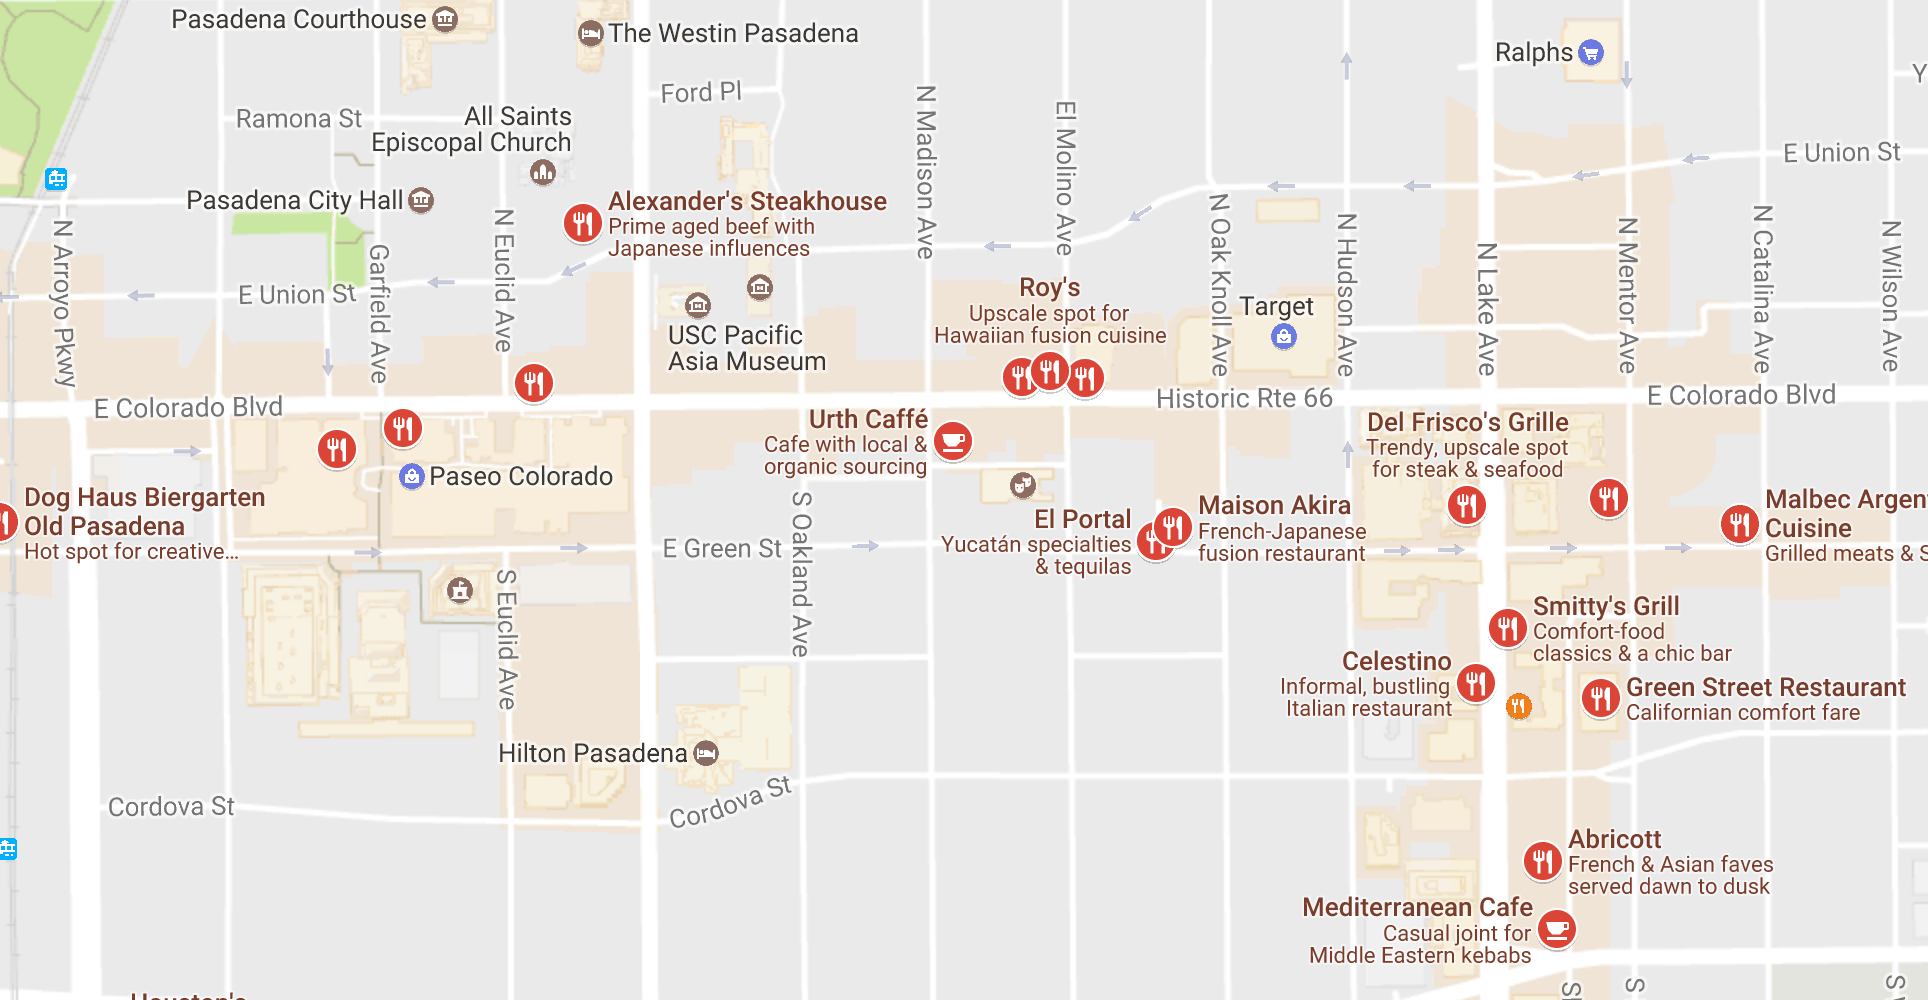 Pasadena Courthouse
The Westin Pasadena
Ralphs
Y
Ford Pl
Ramona St
All Saints
Episcopal Church
N Madison Ave
El Molino Ave
E Union St
Pasadena City Hall
Alexander's Steakhouse
Prime aged beef with
Japanese influences
N Arroyo Pkwy
Garfield Ave
N Euclid Ave
N Oak Knoll Ave
N Hudson Ave
N Lake Ave
N Mentor Ave
N Catalina Ave
N Wilson Ave
E Union St
Roy's
Upscale spot for
Hawaiian fusion cuisine
Target
USC Pacific
Asia Museum
E Colorado Blvd
Historic Rte 66
E Colorado Blvd
Urth Caffé
Cafe with local &
organic sourcing
Del Frisco's Grille
Trendy, upscale spot
for steak & seafood
Paseo Colorado
Dog Haus Biergarten
Old Pasadena
Hot spot for creative...
S Oakland Ave
El Portal
Yucatán specialties
& tequilas
Maison Akira
French-Japanese
fusion restaurant
Malbec Argen
Cuisine
Grilled meats & S
E Green St
S Euclid Ave
Smitty's Grill
Comfort-food
classics & a chic bar
Celestino
Informal, bustling
Italian restaurant
Green Street Restaurant
Californian comfort fare
Hilton Pasadena
Cordova St
Cordova St
Abricott
French & Asian faves
served dawn to dusk
Mediterranean Cafe
Casual joint for
Middle Eastern kebabs
Houston's
S
S